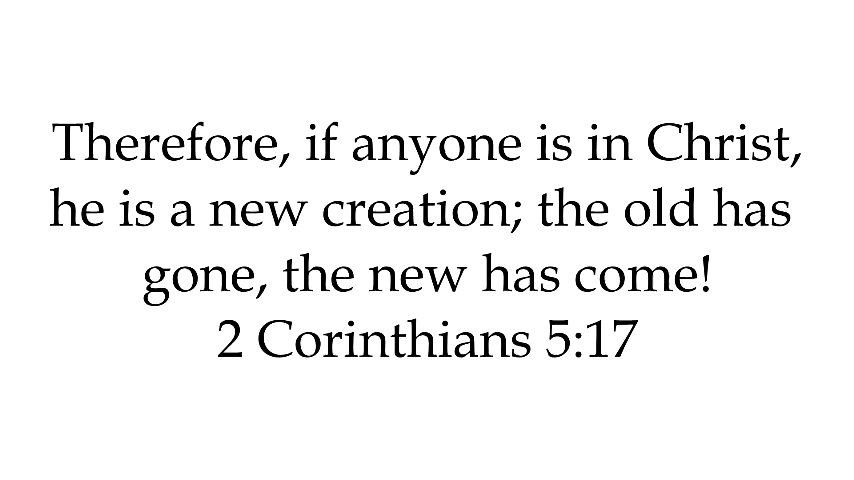 Therefore, if anyone is in Christ,
he is a new creation; the old has
gone, the new has come!
2 Corinthians 5:17